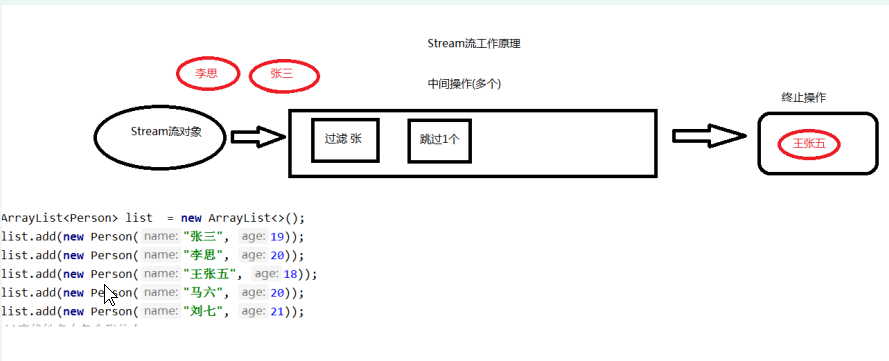 Stream流工作原理
李思
张三
中间操作(多个)
终止操作
Stream流对象
过滤 张
跳过1个
王张五
ArrayList<Person> list = new ArrayList<>();
list.add(new Person( name: "张三", age: 19));
list.add(new Person( name: "李思", age: 20));
list.add(new Person( name: "王张五", age: 18));
list.add(new Person( name: "马六", age: 20));
list.add(new Person( name: "刘七", age: 21));